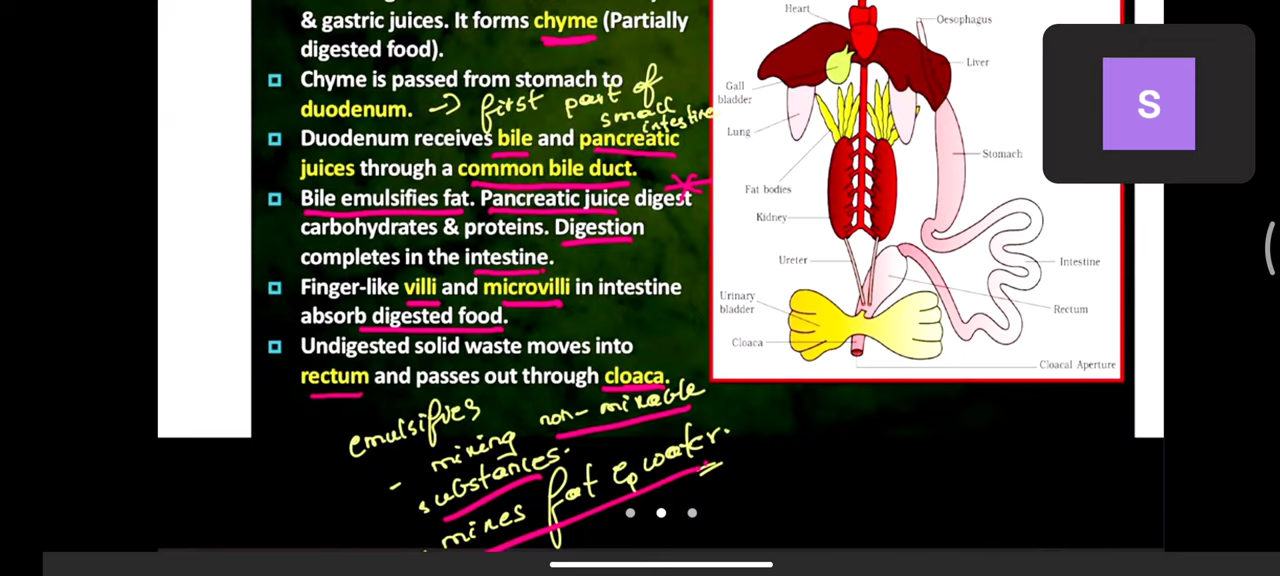 & gastric juices. It forms chyme (Partially
digested food).
Chyme is passed from stomach to
duodenum. → first part of
small
intestine
Duodenum receives bile and pancreatic
juices through a common bile duct.
Bile emulsifies fat. Pancreatic juice digest
carbohydrates & proteins. Digestion
completes in the intestine.
Finger-like villi and microvilli in intestine
absorb digested food.
Undigested solid waste moves into
rectum and passes out through cloaca.
emulsifies
- mixing non-mixable
substances.
mixes fat & water.
Heart
Oesophagus
Liver
Gall
bladder
Lung
Stomach
Fat bodies
Kidney
Ureter
Intestine
Urinary
bladder
Rectum
Cloaca
Cloacal Aperture
S